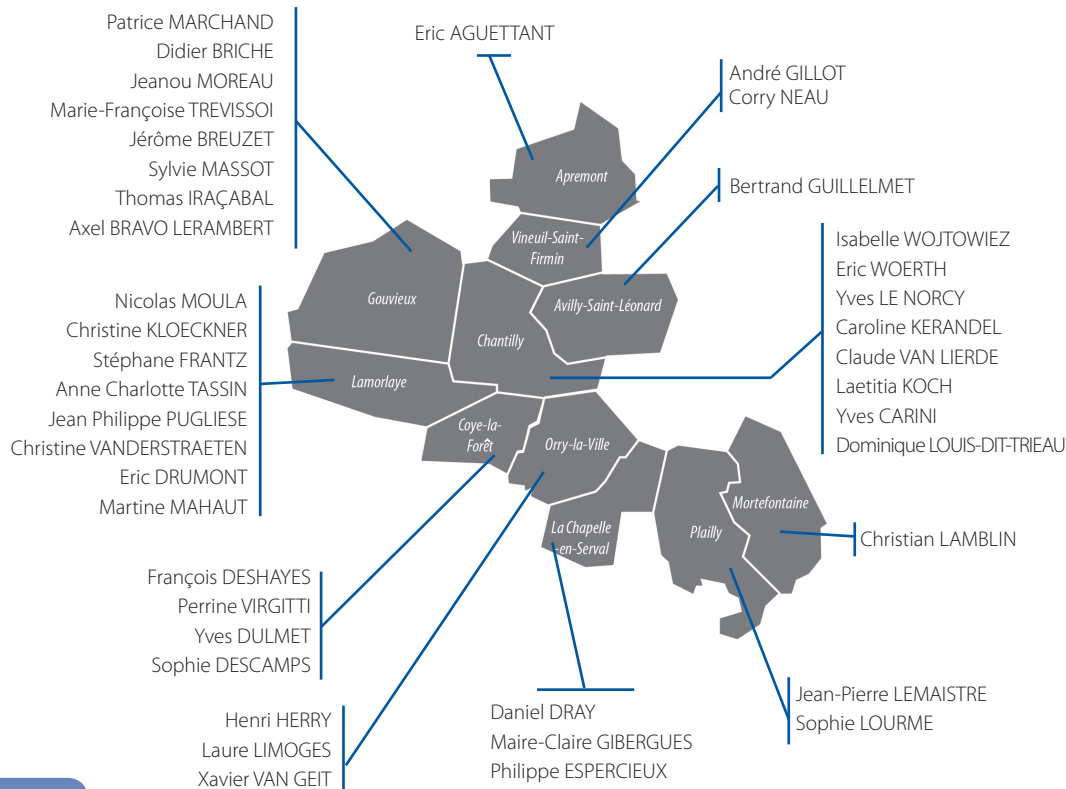 Patrice MARCHAND
Didier BRICHE
Jeanou MOREAU
Marie-Françoise TREVISSOI
Jérôme BREUZET
Sylvie MASSOT
Thomas IRAÇABAL
Axel BRAVO LERAMBERT
Eric AGUETTANT
André GILLOT
Corry NEAU
Bertrand GUILLELMET
Apremont
Vineuil-Saint-
Firmin
Avilly-Saint-Léonard
Gouvieux
Chantilly
Lamorlaye
Coye-la-
Forêt
Orry-la-Ville
La Chapelle
-en-Serval
Plailly
Mortefontaine
Isabelle WOJTOWIEZ
Eric WOERTH
Yves LE NORCY
Caroline KERANDEL
Claude VAN LIERDE
Laetitia KOCH
Yves CARINI
Dominique LOUIS-DIT-TRIEAU
Nicolas MOULA
Christine KLOECKNER
Stéphane FRANTZ
Anne Charlotte TASSIN
Jean Philippe PUGLIESE
Christine VANDERSTRAETEN
Eric DRUMONT
Martine MAHAUT
Christian LAMBLIN
François DESHAYES
Perrine VIRGITTI
Yves DULMET
Sophie DESCAMPS
Henri HERRY
Laure LIMOGES
Xavier VAN GEIT
Daniel DRAY
Maire-Claire GIBERGUES
Philippe ESPERCIEUX
Jean-Pierre LEMAISTRE
Sophie LOURME